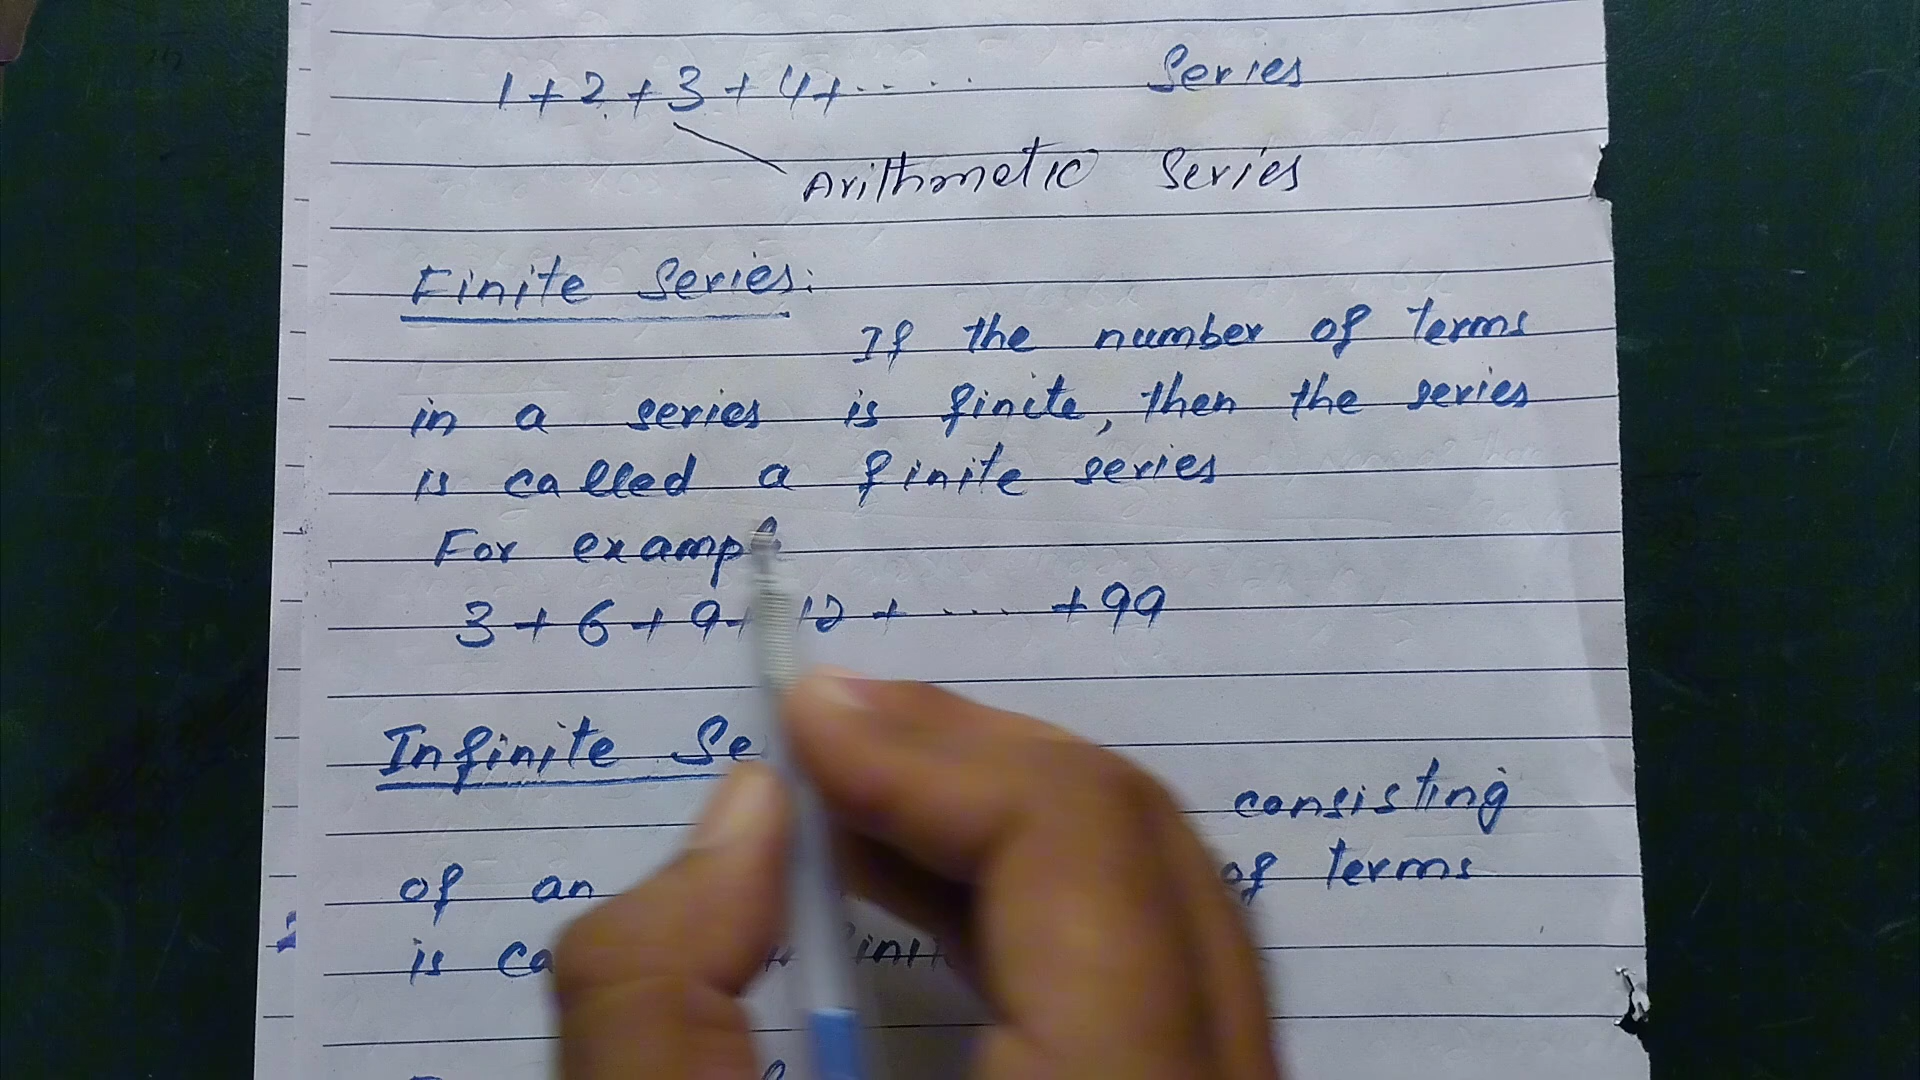 1+2+3+4+..... Series
Arithmetic Series
Finite Series:
If the number of terms
in a series is finite, then the series
is called a finite series
For
3+6+9+12+ .... +99
Infinite
consisting
of an of terms
is